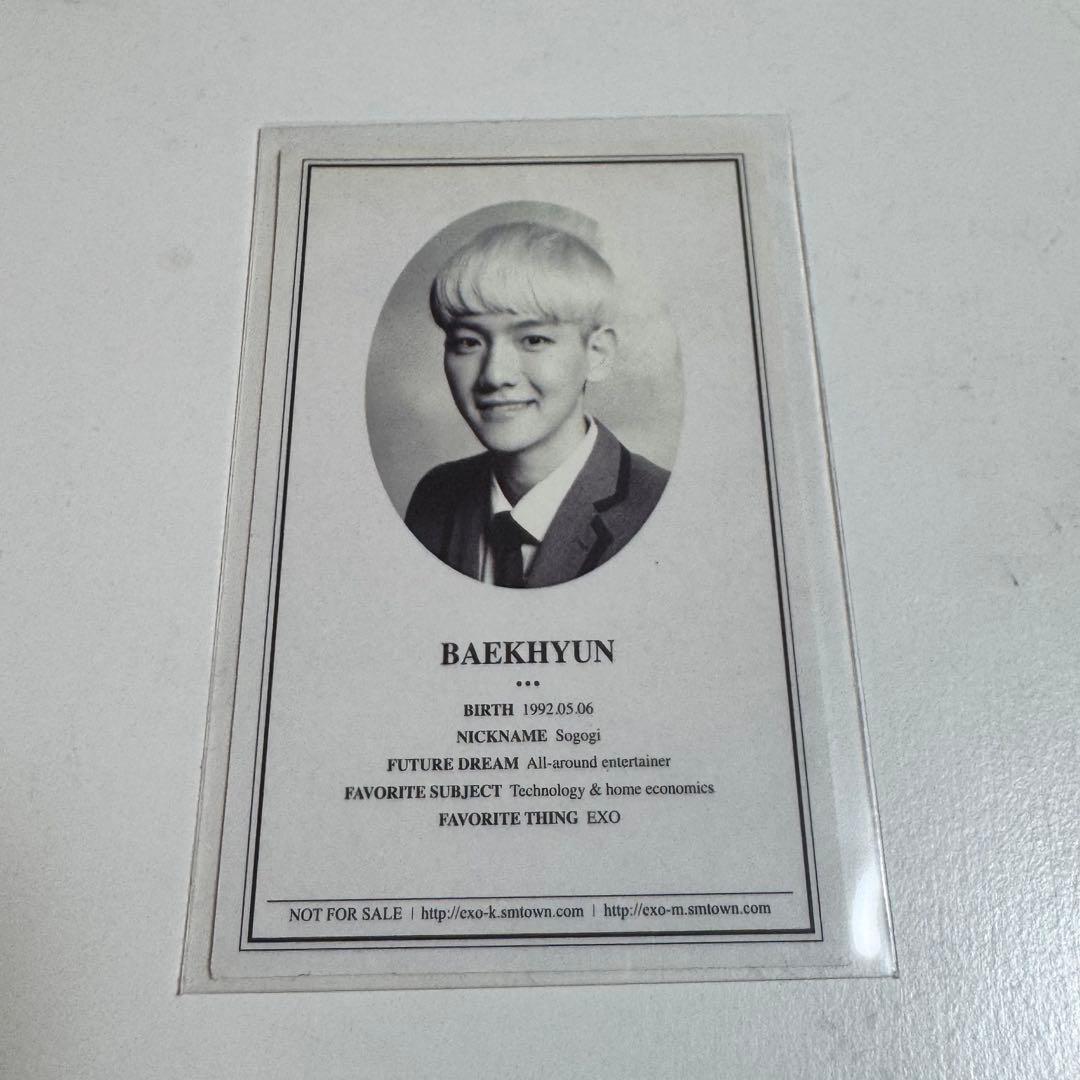 BAEKHYUN
•••
BIRTH 1992.05.06
NICKNAME Sogogi
FUTURE DREAM All-around entertainer
FAVORITE SUBJECT Technology & home economics
FAVORITE THING EXO
NOT FOR SALE | http://exo-k.smtown.com | http://exo-m.smtown.com